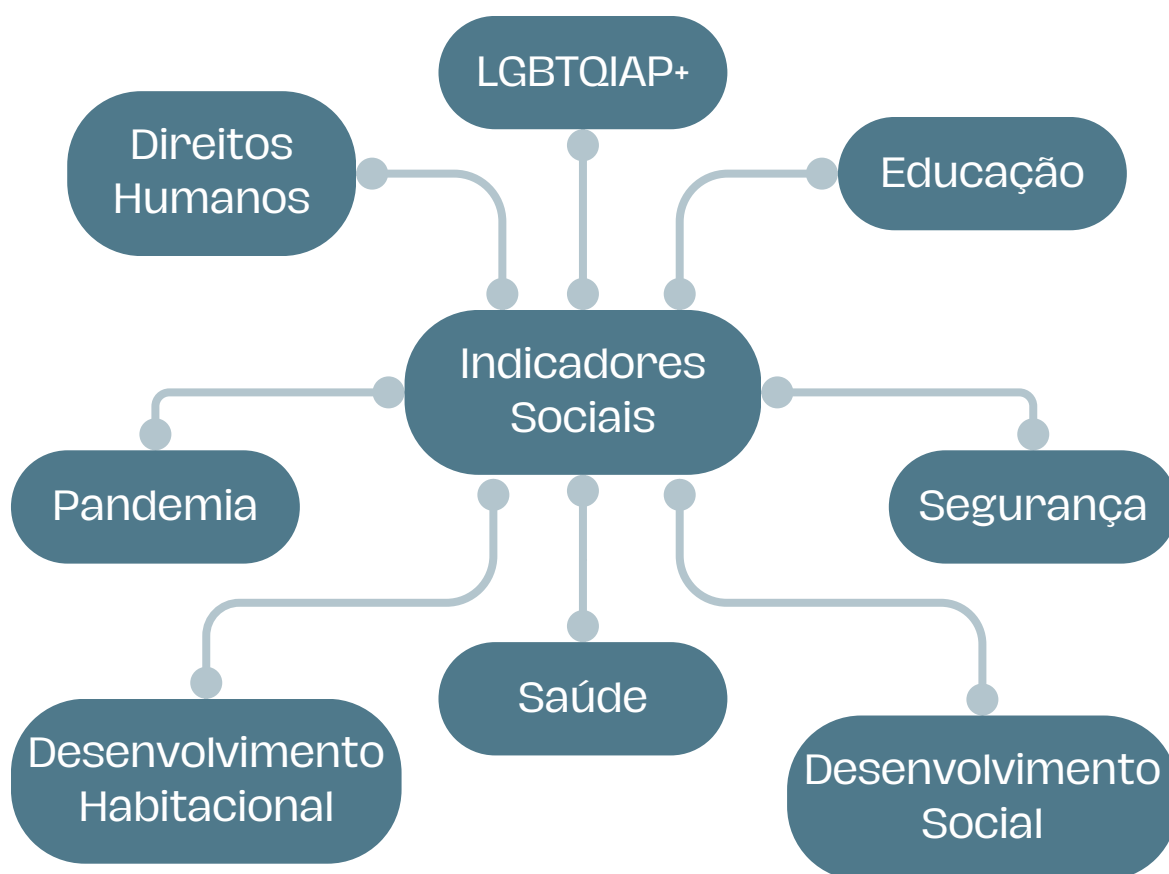 LGBTQIAP+
Direitos
Humanos
Educação
Indicadores
Sociais
Pandemia
Segurança
Saúde
Desenvolvimento
Habitacional
Desenvolvimento
Social